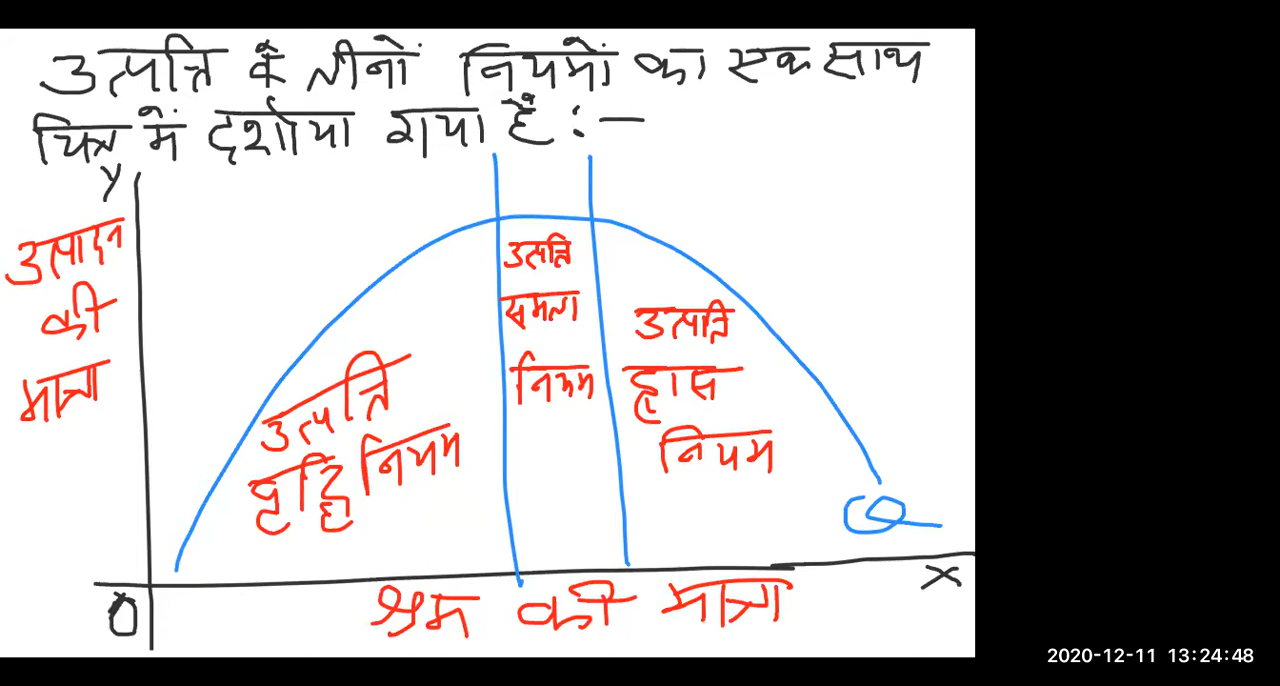 उत्पत्ति के तीनों नियमों का एक साथ
चित्र में दर्शाया गया है :-
y
उत्पादन
की
मात्रा
उत्पत्ति
वृद्धि नियम
उत्पत्ति
समता
नियम
उत्पत्ति
ह्रास
नियम
Q
x
0
श्रम की मात्रा
2020-12-11 13:24:48